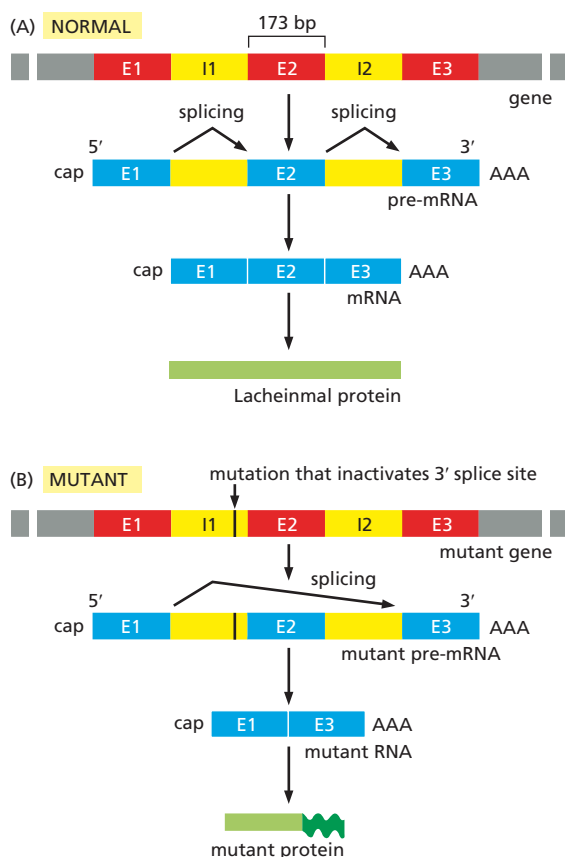 (A) NORMAL
173 bp
E1 I1 E2 I2 E3
gene
splicing splicing
5′ 3′
cap E1 E2 E3 AAA
pre-mRNA
cap E1 E2 E3 AAA
mRNA
Lacheinmal protein
(B) MUTANT
mutation that inactivates 3′ splice site
E1 I1 E2 I2 E3
mutant gene
splicing
5′ 3′
cap E1 E2 E3 AAA
mutant pre-mRNA
cap E1 E3 AAA
mutant RNA
mutant protein